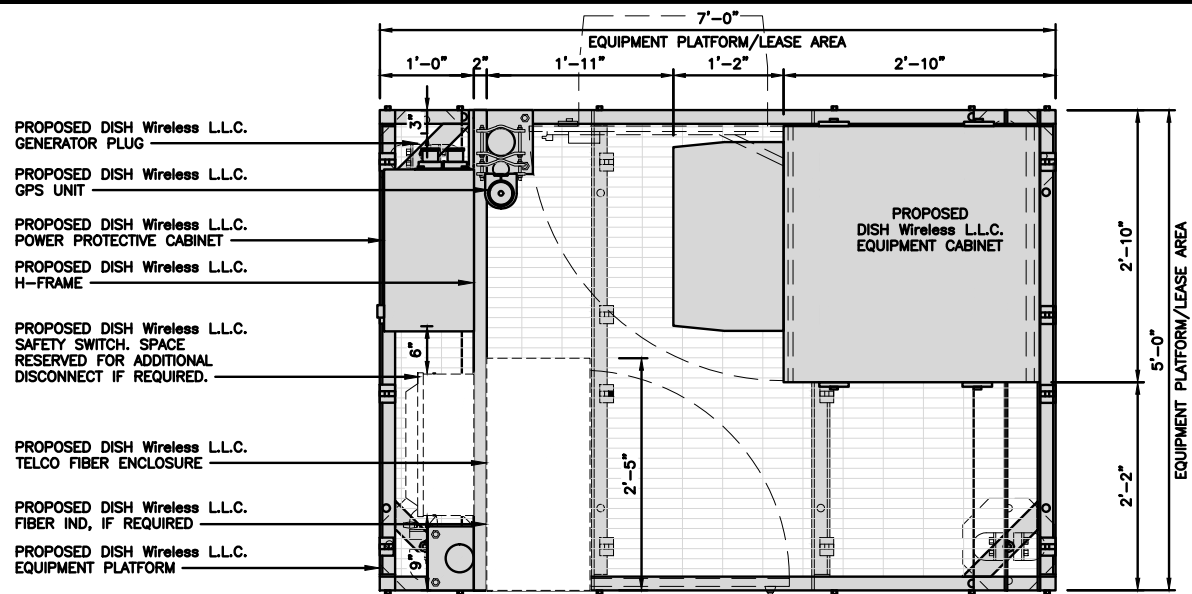 7'-0"
EQUIPMENT PLATFORM/LEASE AREA
1'-0"
2"
1'-11"
1'-2"
2'-10"
PROPOSED DISH Wireless L.L.C.
GENERATOR PLUG
3"
PROPOSED DISH Wireless L.L.C.
GPS UNIT
PROPOSED DISH Wireless L.L.C.
POWER PROTECTIVE CABINET
PROPOSED DISH Wireless L.L.C.
H-FRAME
PROPOSED DISH Wireless L.L.C.
SAFETY SWITCH. SPACE
RESERVED FOR ADDITIONAL
DISCONNECT IF REQUIRED.
6"
PROPOSED DISH Wireless L.L.C.
TELCO FIBER ENCLOSURE
PROPOSED DISH Wireless L.L.C.
FIBER IND, IF REQUIRED
PROPOSED DISH Wireless L.L.C.
EQUIPMENT PLATFORM
9"
2'-5"
PROPOSED
DISH Wireless L.L.C.
EQUIPMENT CABINET
2'-10"
2'-2"
5'-0"
EQUIPMENT PLATFORM/LEASE AREA